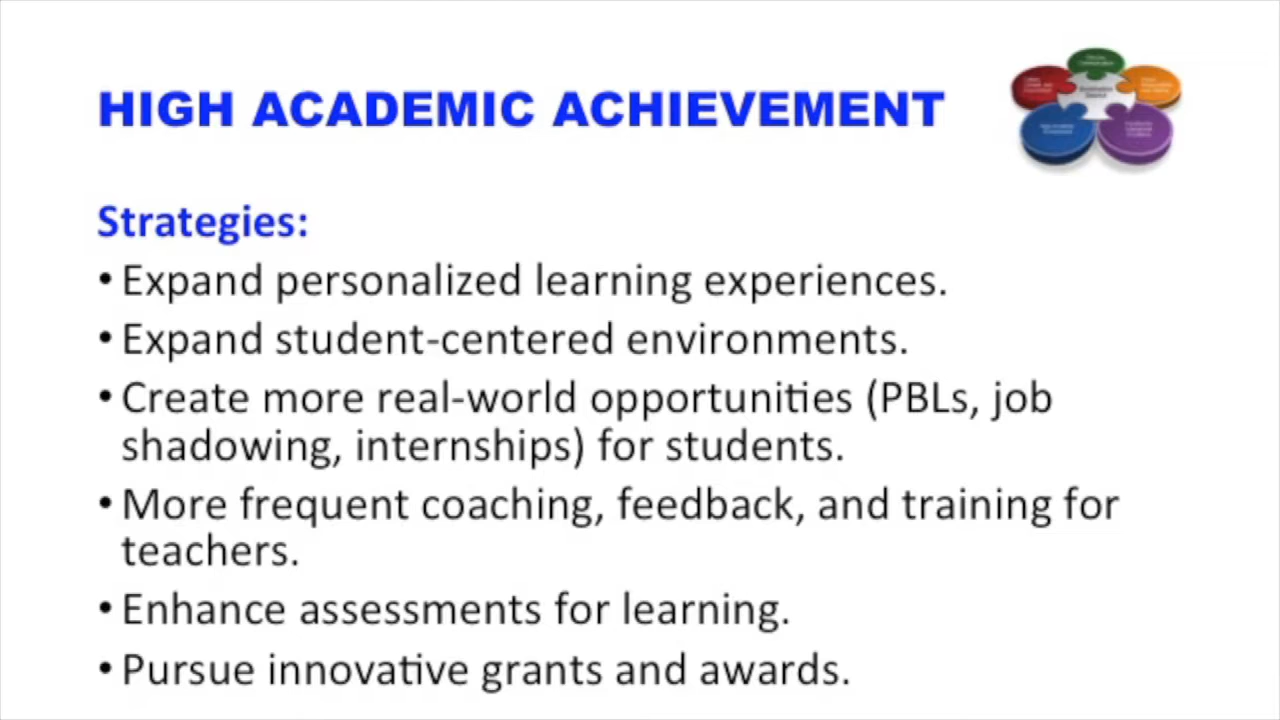 HIGH ACADEMIC ACHIEVEMENT
Strategies:
• Expand personalized learning experiences.
• Expand student-centered environments.
• Create more real-world opportunities (PBLs, job
shadowing, internships) for students.
• More frequent coaching, feedback, and training for
teachers.
• Enhance assessments for learning.
• Pursue innovative grants and awards.